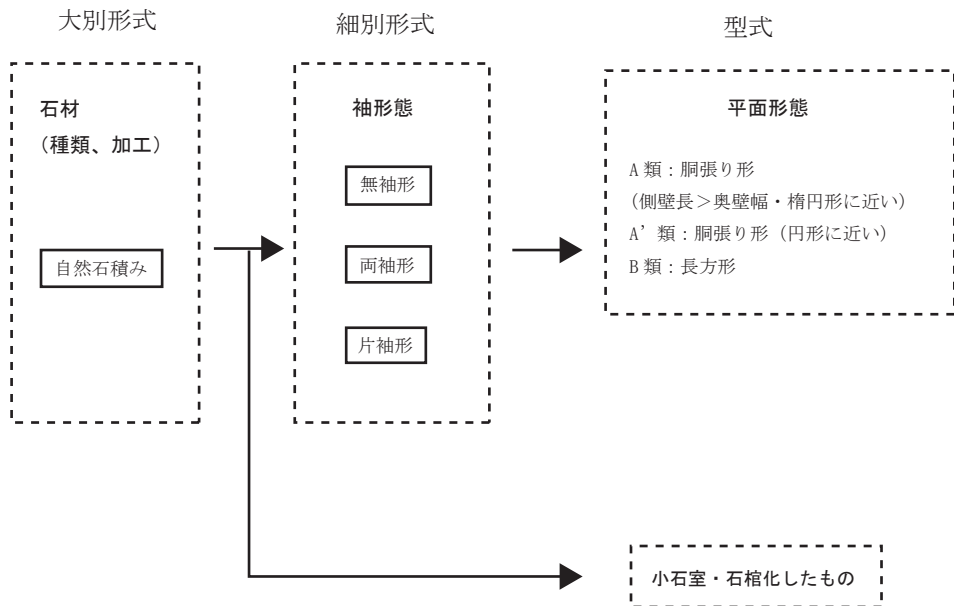 大別形式
細別形式
型式
石材
（種類、加工）
自然石積み
袖形態
無袖形
両袖形
片袖形
平面形態
A 類：胴張り形
（側壁長＞奥壁幅・楕円形に近い）
A’ 類：胴張り形（円形に近い）
B 類：長方形
小石室・石棺化したもの